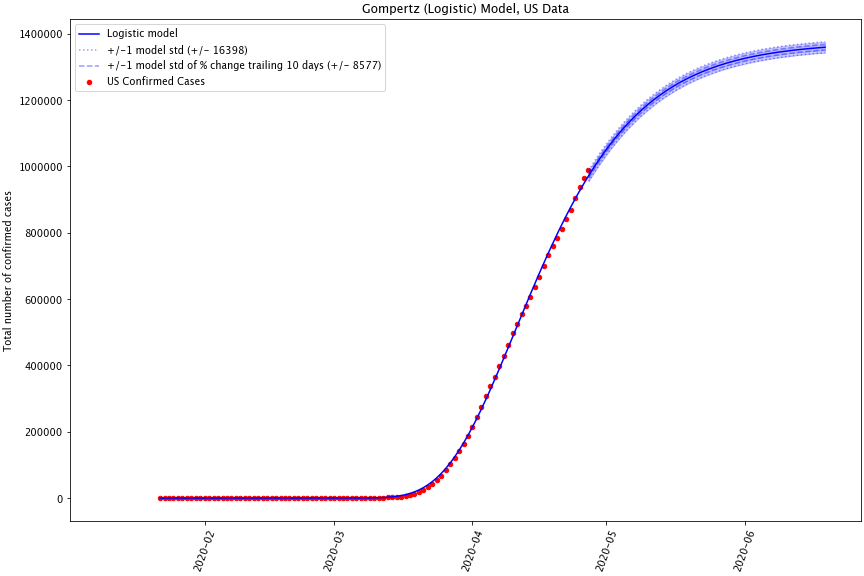 Gompertz (Logistic) Model, US Data
Logistic model
+/-1 model std (+/- 16398)
+/-1 model std of % change trailing 10 days (+/- 8577)
US Confirmed Cases
Total number of confirmed cases
1400000
1200000
1000000
800000
600000
400000
200000
0
2020-02
2020-03
2020-04
2020-05
2020-06